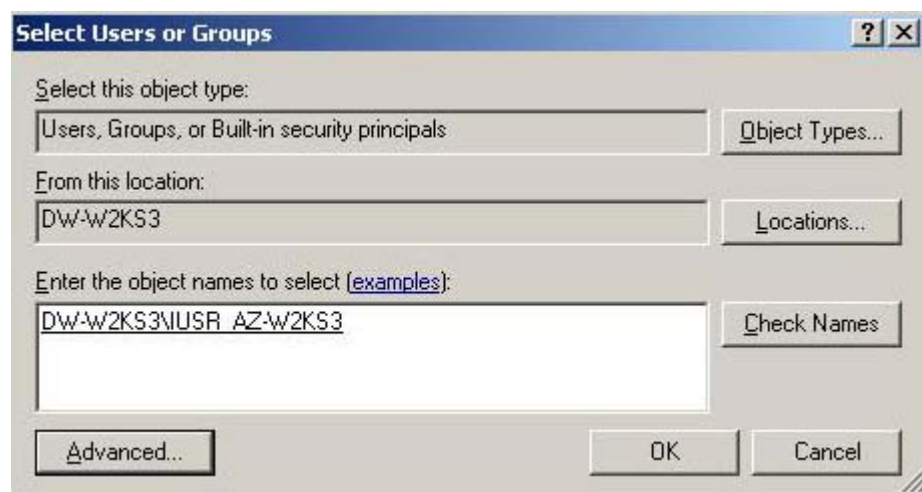 Select Users or Groups
Select this object type:
Users, Groups, or Built-in security principals
Object Types...
From this location:
DW-W2KS3
Locations...
Enter the object names to select (examples):
DW-W2KS3\IUSR_AZ-W2KS3
Check Names
Advanced...
OK
Cancel